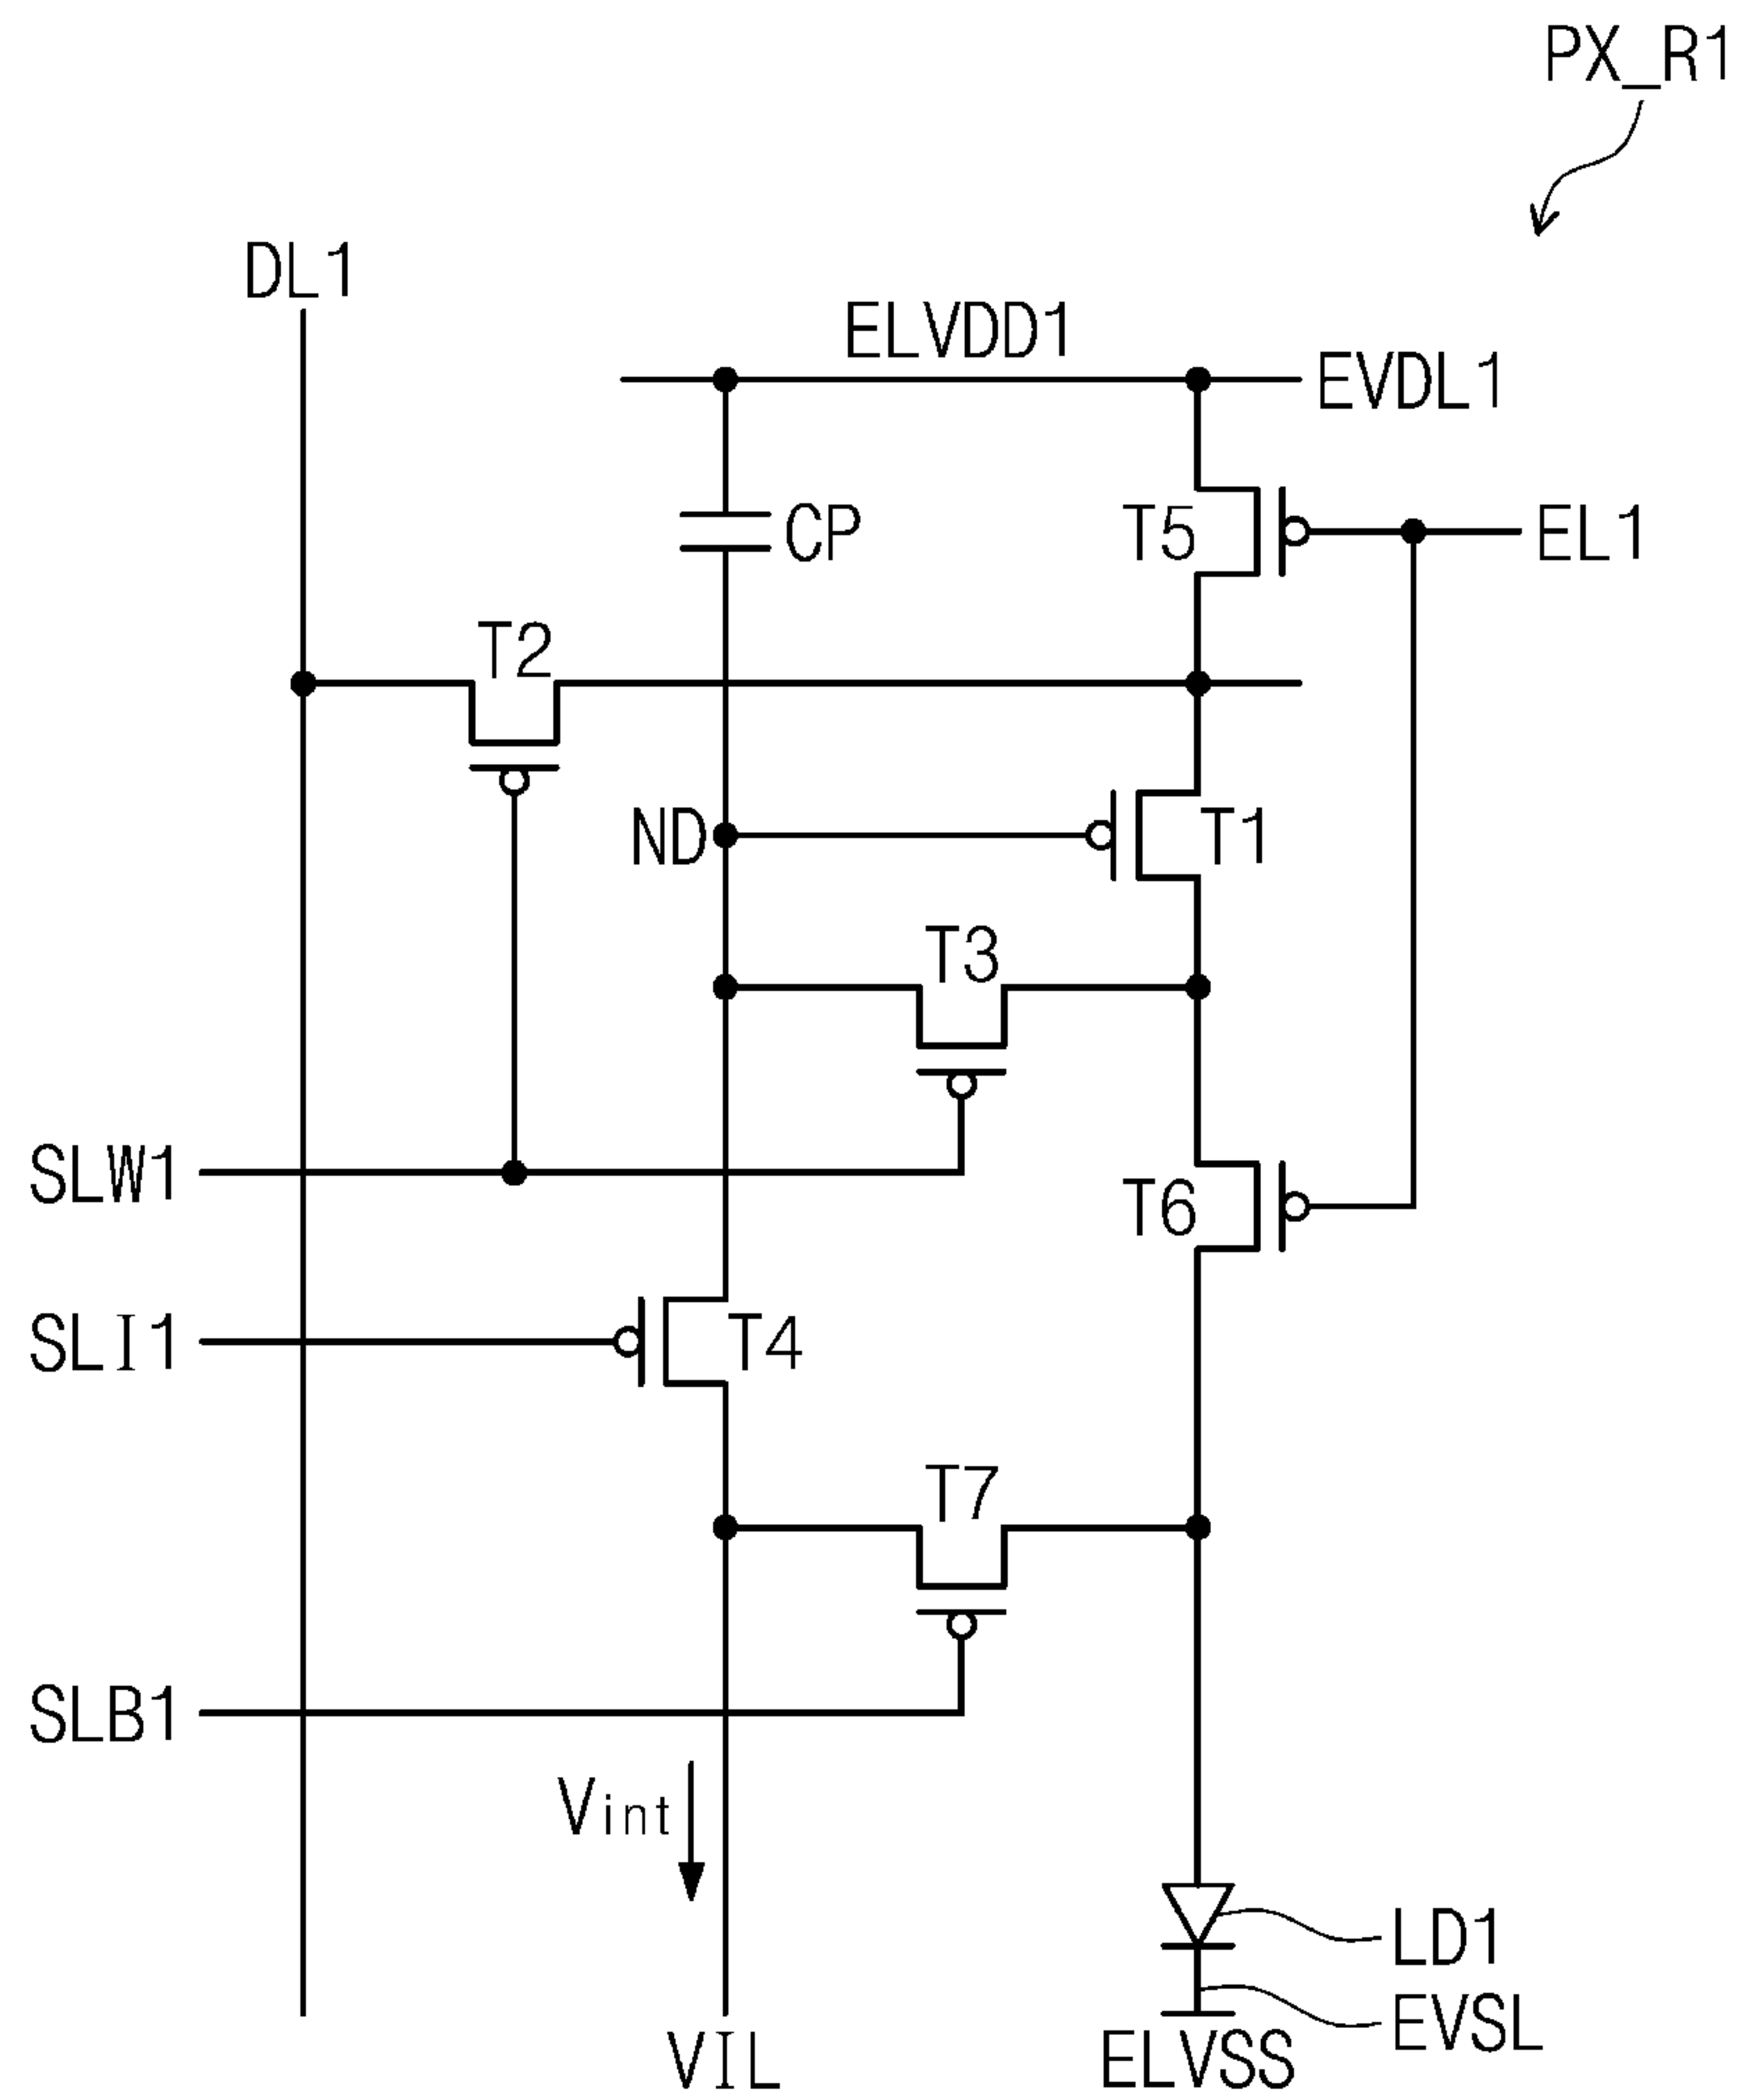 PX_R1
DL1
ELVDD1
EVDL1
CP
T5
EL1
T2
ND
T1
T3
SLW1
T6
SLI1
T4
T7
SLB1
Vint
LD1
EVSL
VIL
ELVSS